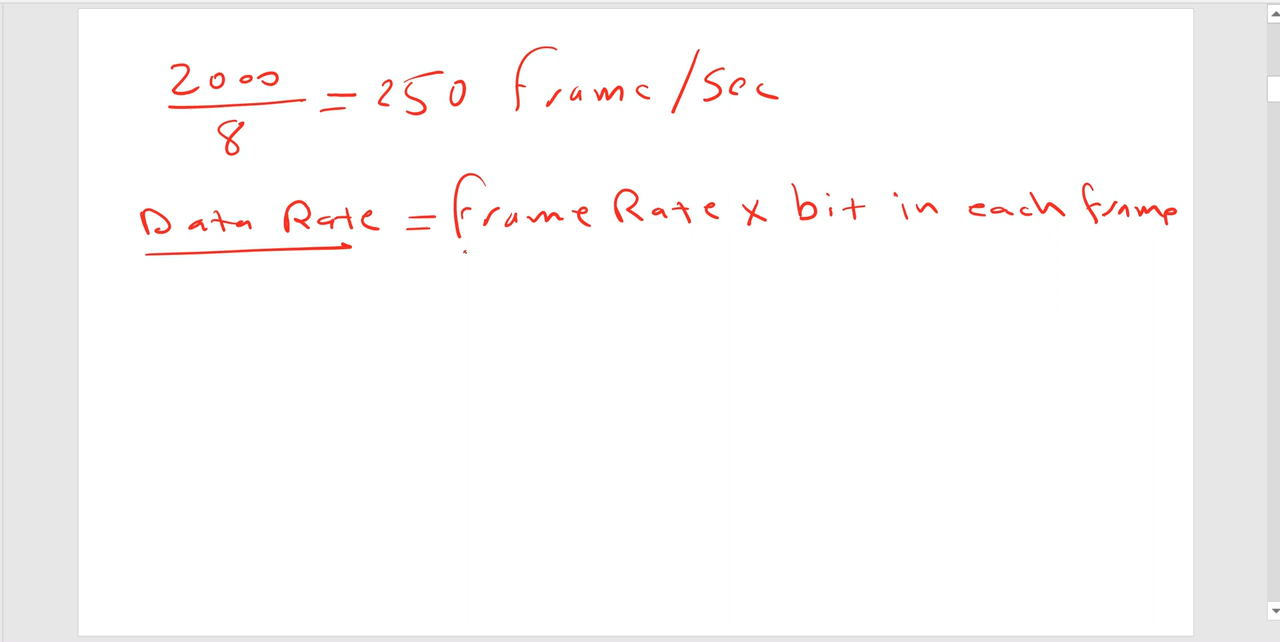 2000/8 = 250 frame/sec
Data Rate = frame Rate x bit in each frame